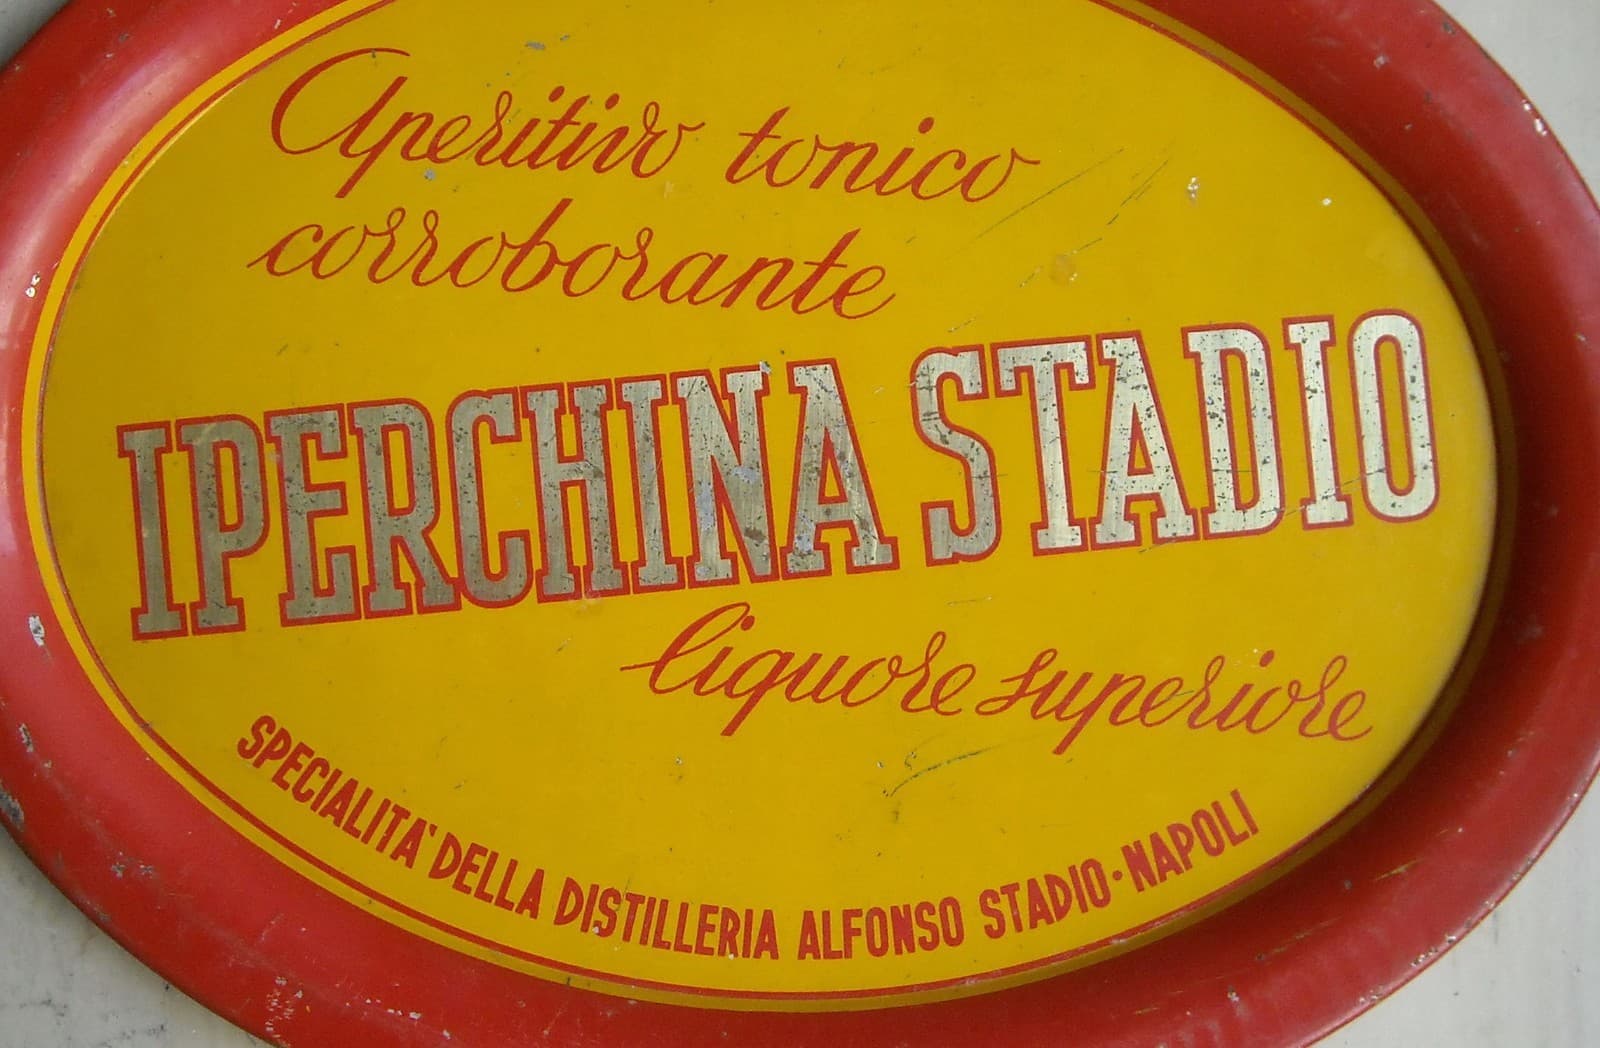 Aperitivo tonico
corroborante
IPERCHINA STADIO
liquore superiore
SPECIALITA' DELLA DISTILLERIA ALFONSO STADIO · NAPOLI